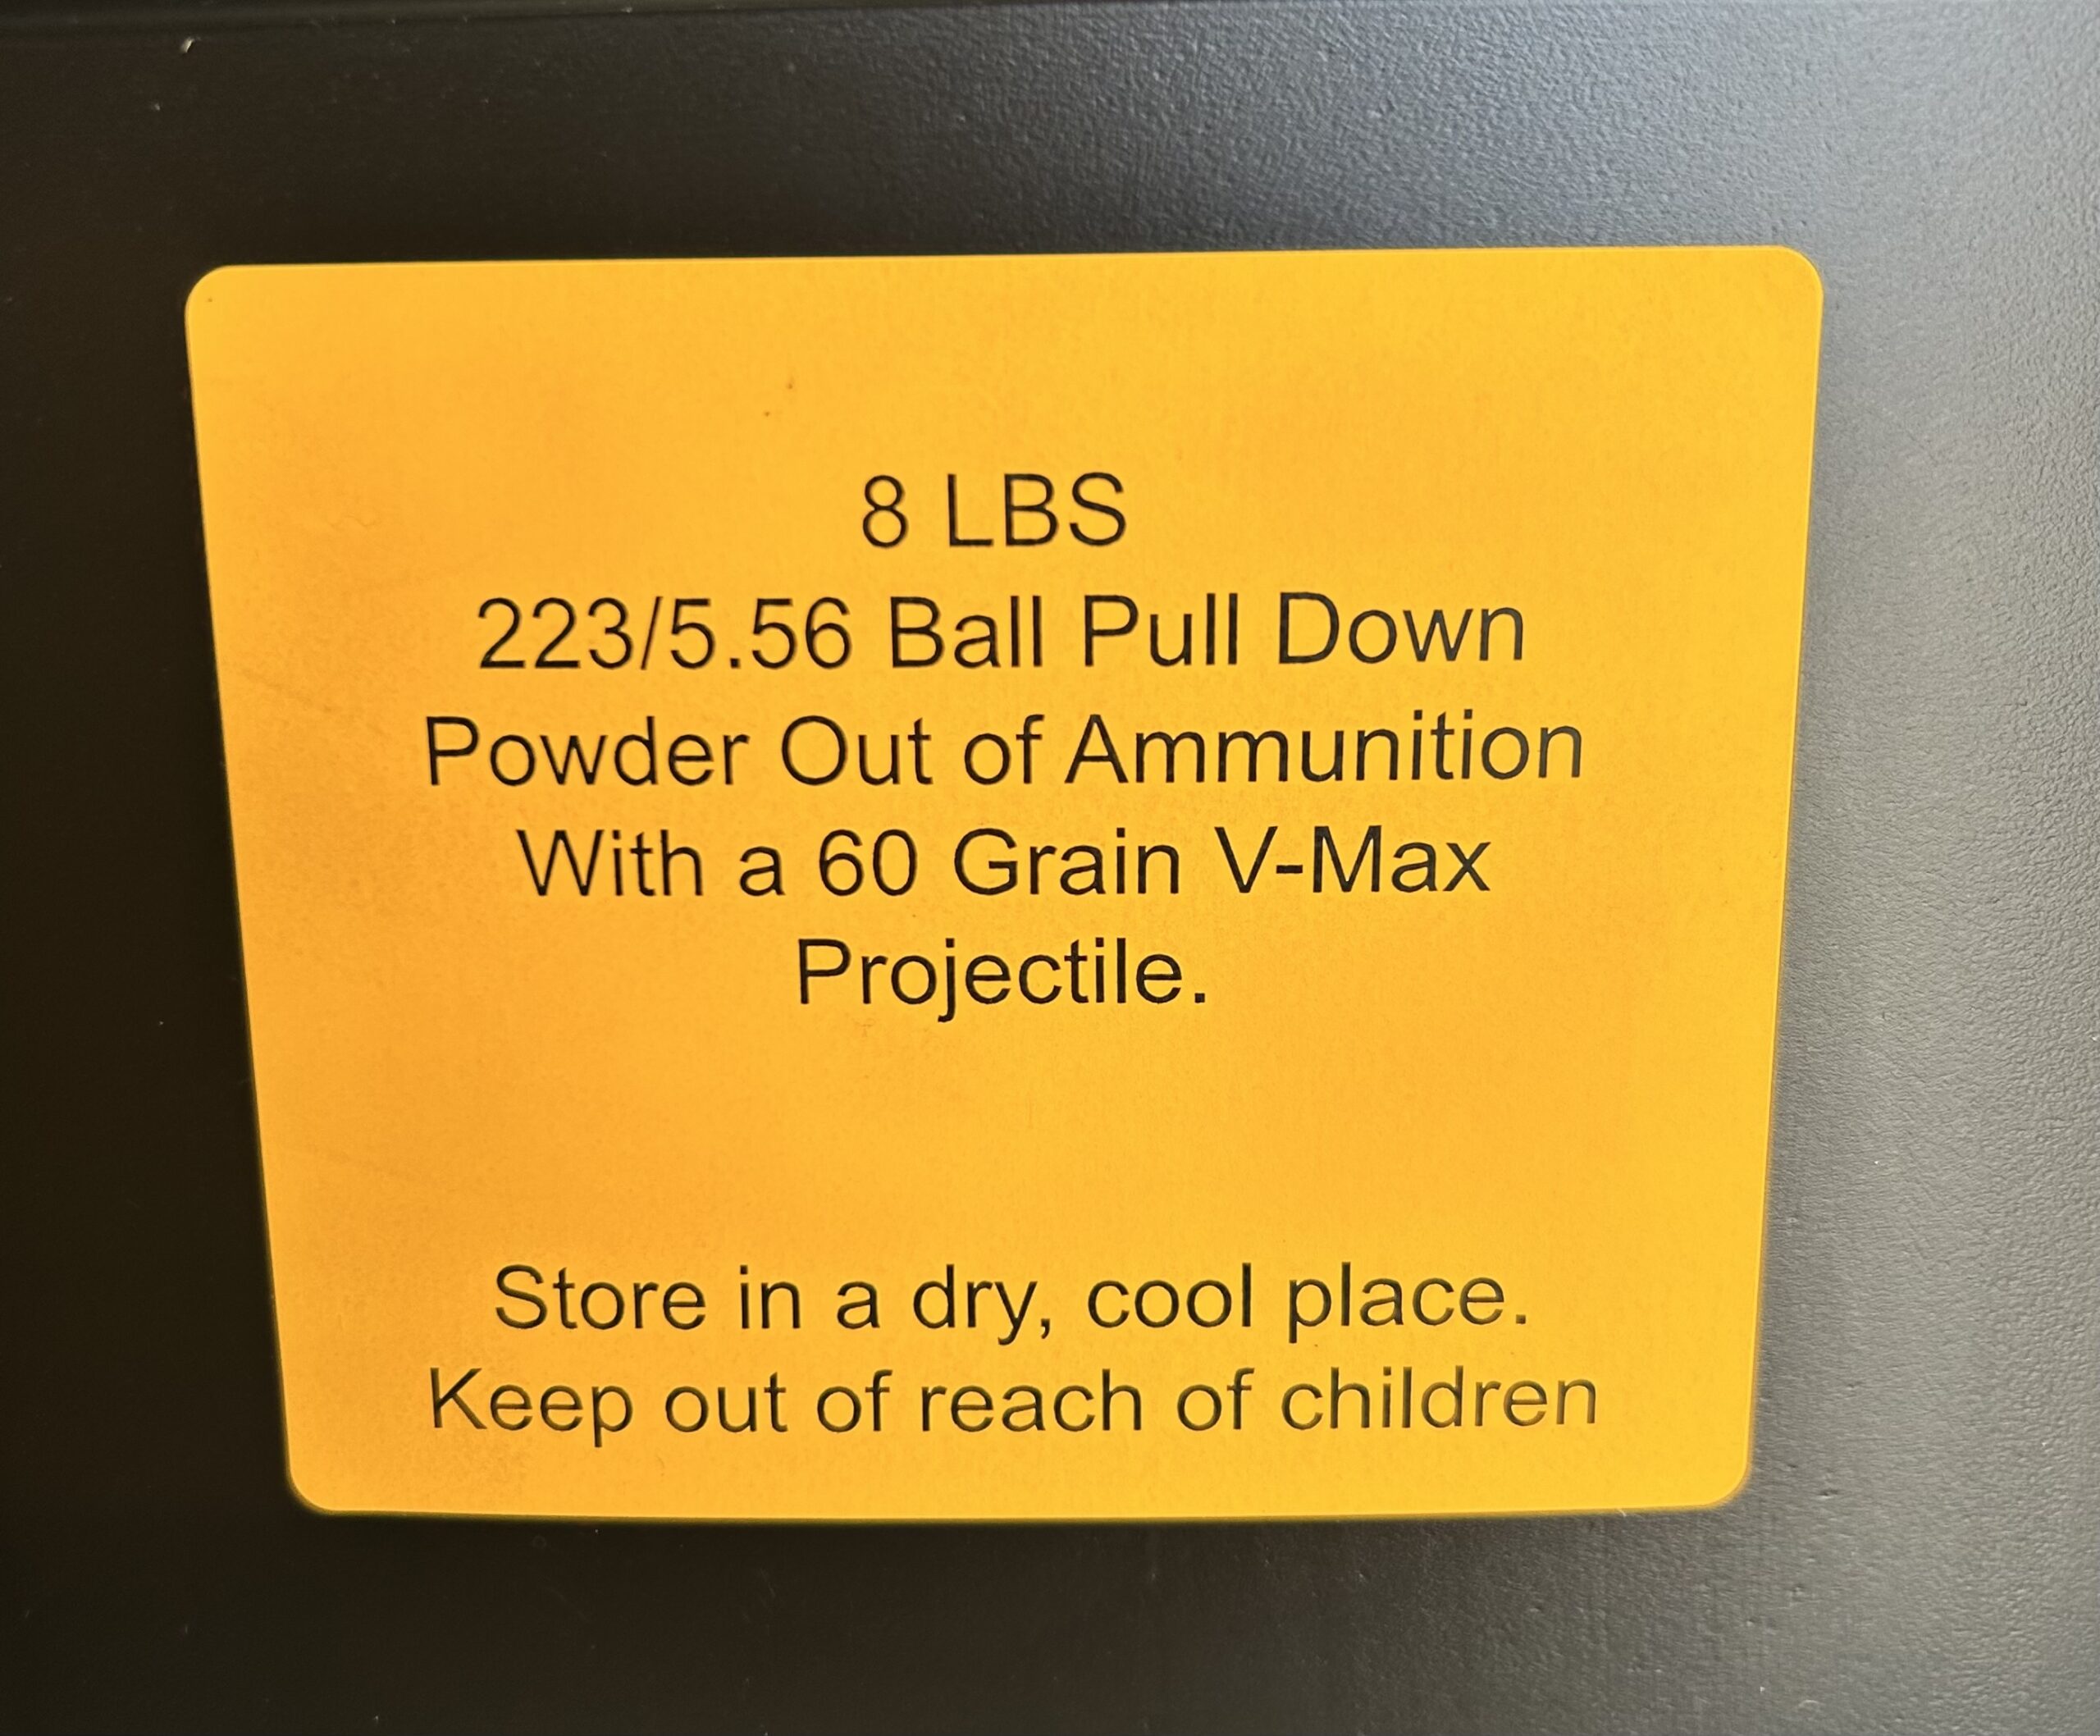 8 LBS
223/5.56 Ball Pull Down
Powder Out of Ammunition
With a 60 Grain V-Max
Projectile.
Store in a dry, cool place.
Keep out of reach of children